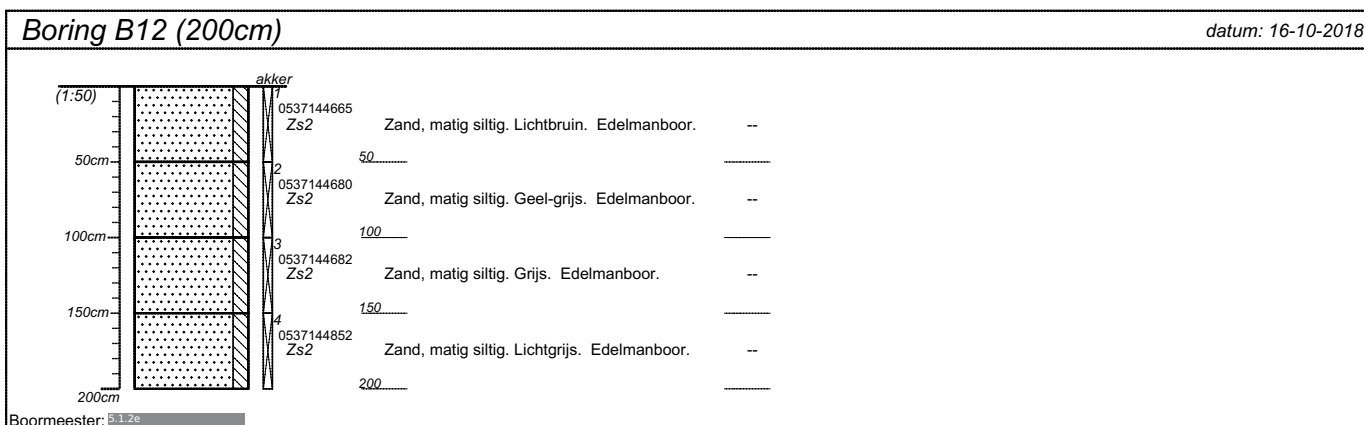 Boring B12 (200cm) datum: 16-10-2018
akker
(1:50) 1
0537144665
Zs2 Zand, matig siltig. Lichtbruin. Edelmanboor. --
50cm 50
2
0537144680
Zs2 Zand, matig siltig. Geel-grijs. Edelmanboor. --
100cm 100
3
0537144682
Zs2 Zand, matig siltig. Grijs. Edelmanboor. --
150cm 150
4
0537144852
Zs2 Zand, matig siltig. Lichtgrijs. Edelmanboor. --
200
200cm
Boormeester: 5.1.2e